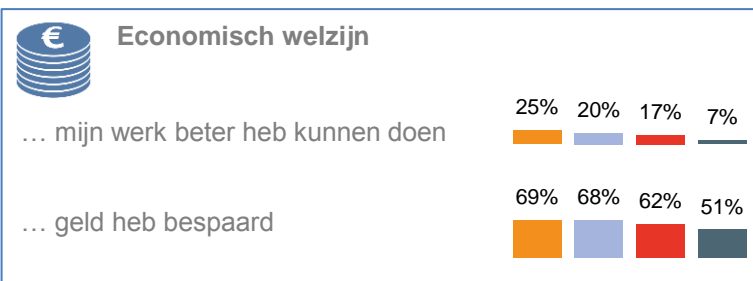 € Economisch welzijn
25% 20% 17% 7%
… mijn werk beter heb kunnen doen
69% 68% 62% 51%
… geld heb bespaard